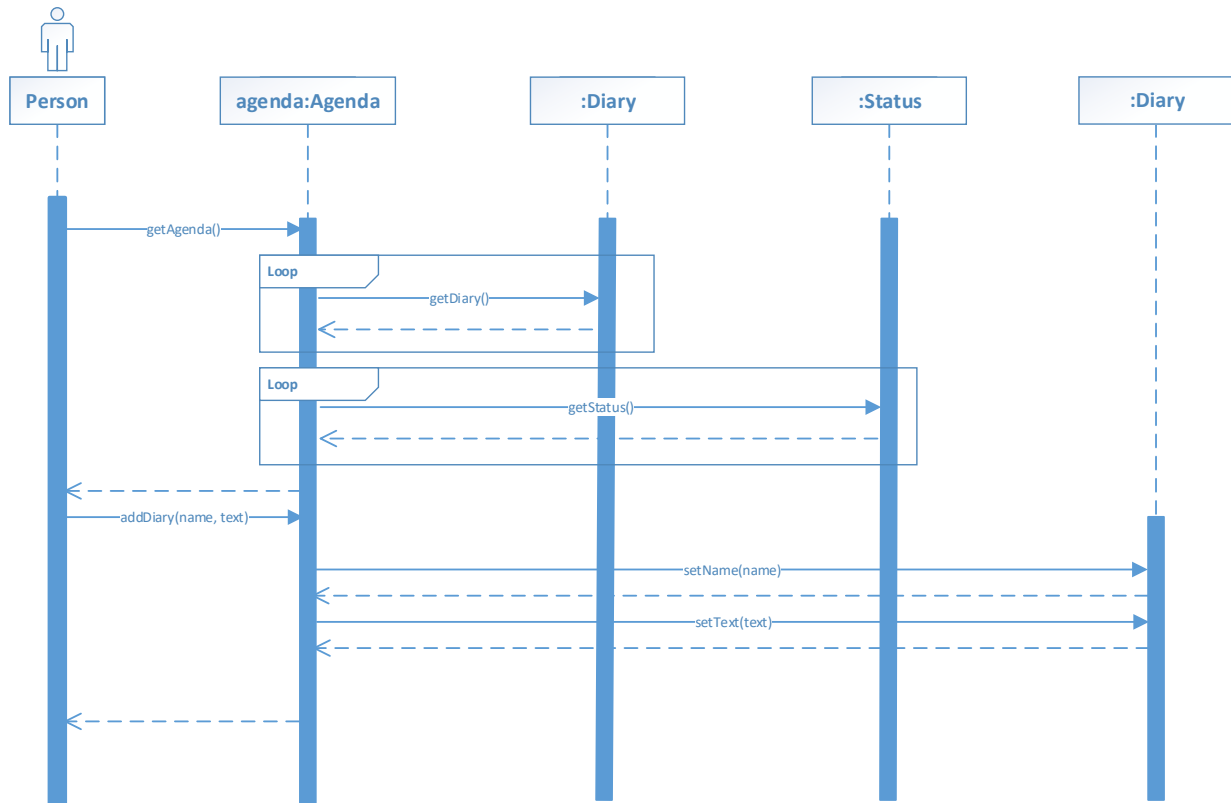 Person
agenda:Agenda
:Diary
:Status
:Diary
getAgenda()
Loop
getDiary()
Loop
getStatus()
addDiary(name, text)
setName(name)
setText(text)